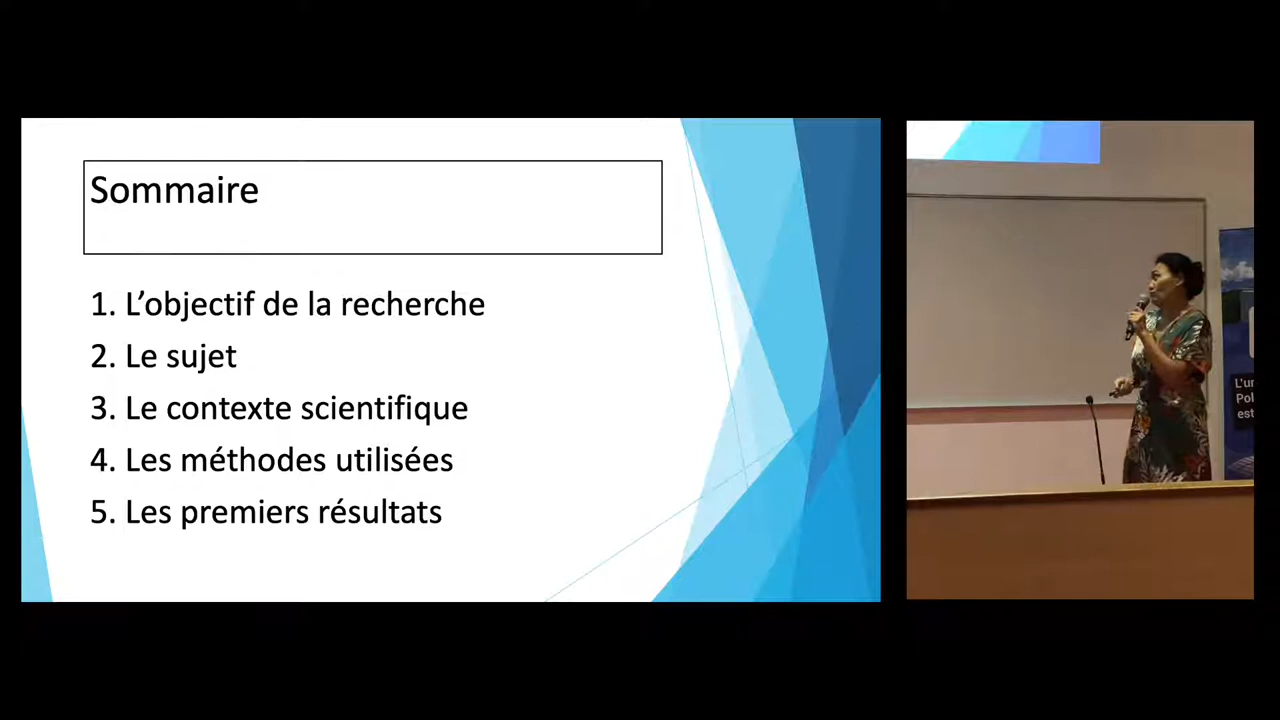 Sommaire
1. L’objectif de la recherche
2. Le sujet
3. Le contexte scientifique
4. Les méthodes utilisées
5. Les premiers résultats